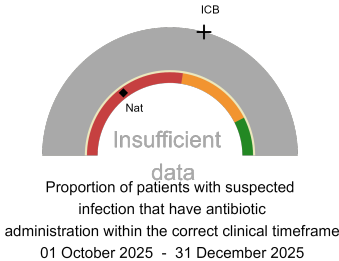 ICB
Nat
Insufficient
data
Proportion of patients with suspected
infection that have antibiotic
administration within the correct clinical timeframe
01 October 2025 - 31 December 2025